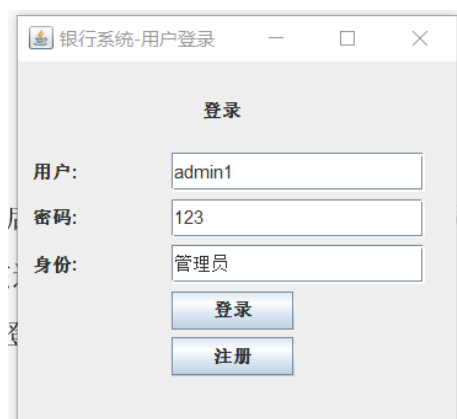 银行系统-用户登录
登录
用户: admin1
密码: 123
身份: 管理员
登录
注册